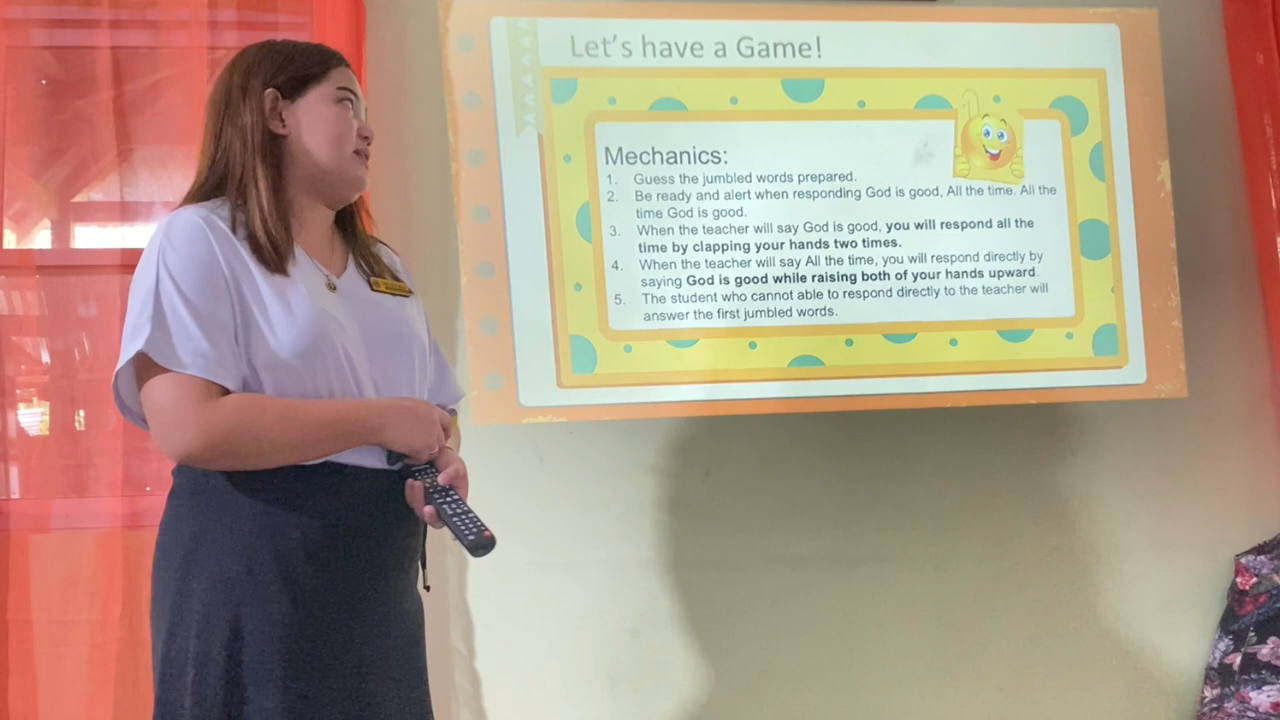 Let's have a Game!
Mechanics:
1. Guess the jumbled words prepared.
2. Be ready and alert when responding God is good, All the time. All the
time God is good.
3. When the teacher will say God is good, you will respond all the
time by clapping your hands two times.
4. When the teacher will say All the time, you will respond directly by
saying God is good while raising both of your hands upward.
5. The student who cannot able to respond directly to the teacher will
answer the first jumbled words.